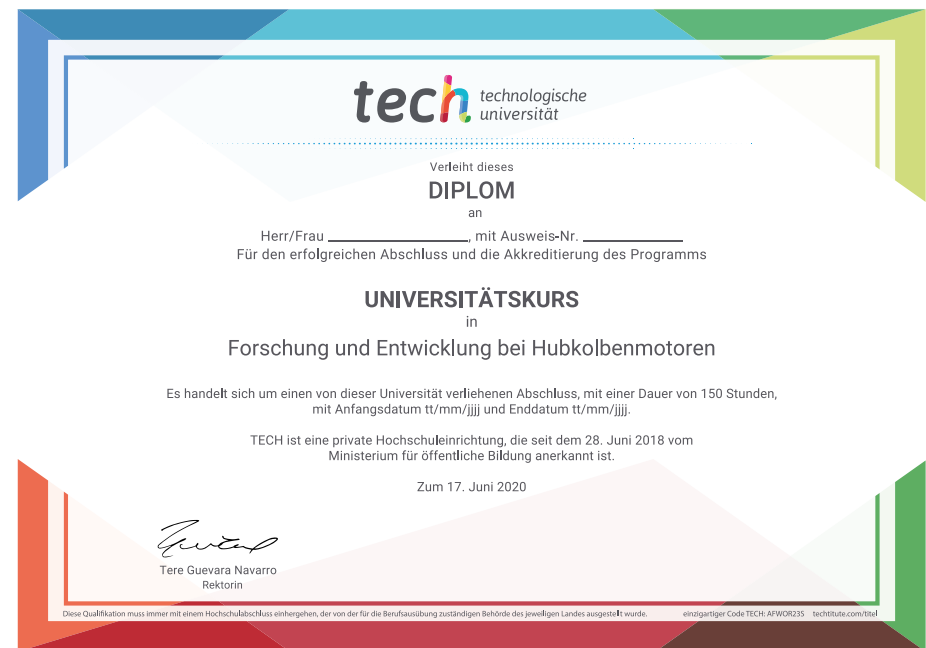 tech technologische
universität
Verleiht dieses
DIPLOM
an
Herr/Frau ____________, mit Ausweis-Nr. ____________
Für den erfolgreichen Abschluss und die Akkreditierung des Programms
UNIVERSITÄTSKURS
in
Forschung und Entwicklung bei Hubkolbenmotoren
Es handelt sich um einen von dieser Universität verliehenen Abschluss, mit einer Dauer von 150 Stunden,
mit Anfangsdatum tt/mm/jjjj und Enddatum tt/mm/jjjj.
TECH ist eine private Hochschuleinrichtung, die seit dem 28. Juni 2018 vom
Ministerium für öffentliche Bildung anerkannt ist.
Zum 17. Juni 2020
Tere Guevara Navarro
Rektorin
Diese Qualifikation muss immer mit einem Hochschulabschluss einhergehen, der von der für die Berufsausübung zuständigen Behörde des jeweiligen Landes ausgestellt wurde. einzigartiger Code TECH: AFWOR23S techtitute.com/titel